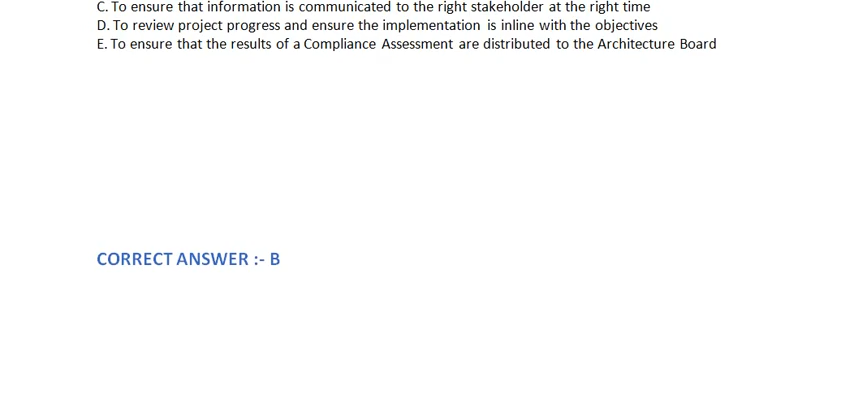 C. To ensure that information is communicated to the right stakeholder at the right time
D. To review project progress and ensure the implementation is inline with the objectives
E. To ensure that the results of a Compliance Assessment are distributed to the Architecture Board
CORRECT ANSWER :- B